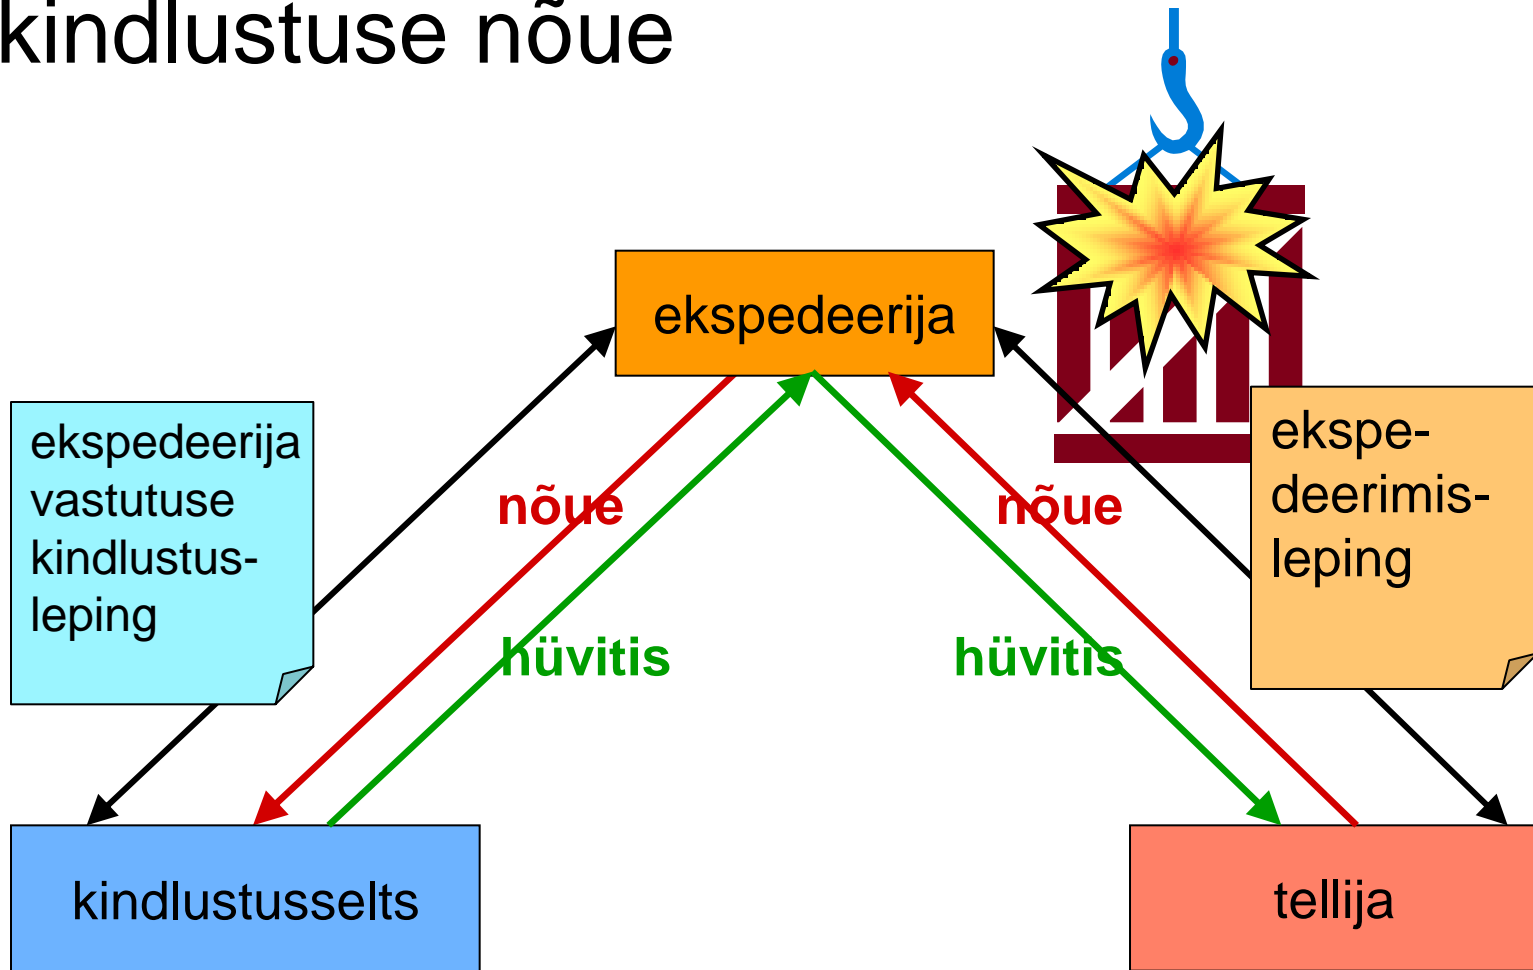 kindlustuse nõue
ekspedeerija
ekspedeerija
vastutuse
kindlustus-
leping
ekspe-
deerimis-
leping
nõue
nõue
hüvitis
hüvitis
kindlustusselts
tellija